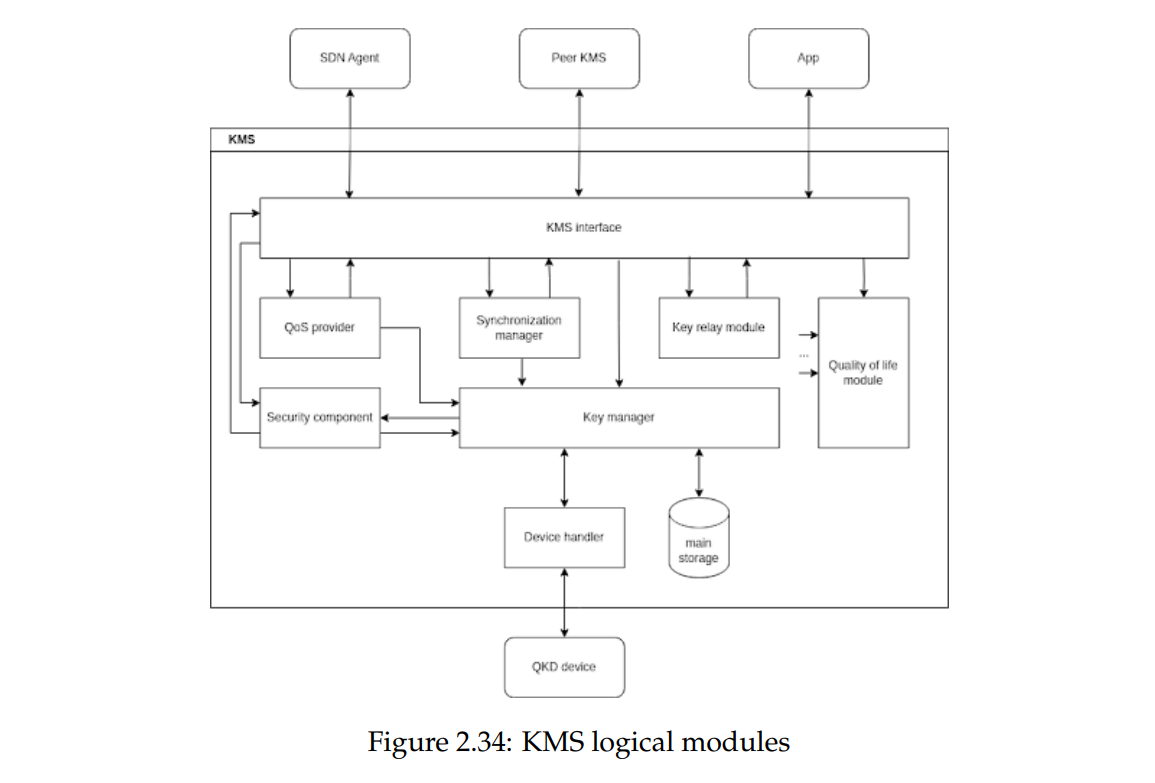 SDN Agent
Peer KMS
App
KMS
KMS interface
QoS provider
Synchronization
manager
Key relay module
Quality of life
module
...
Security component
Key manager
Device handler
main
storage
QKD device
Figure 2.34: KMS logical modules